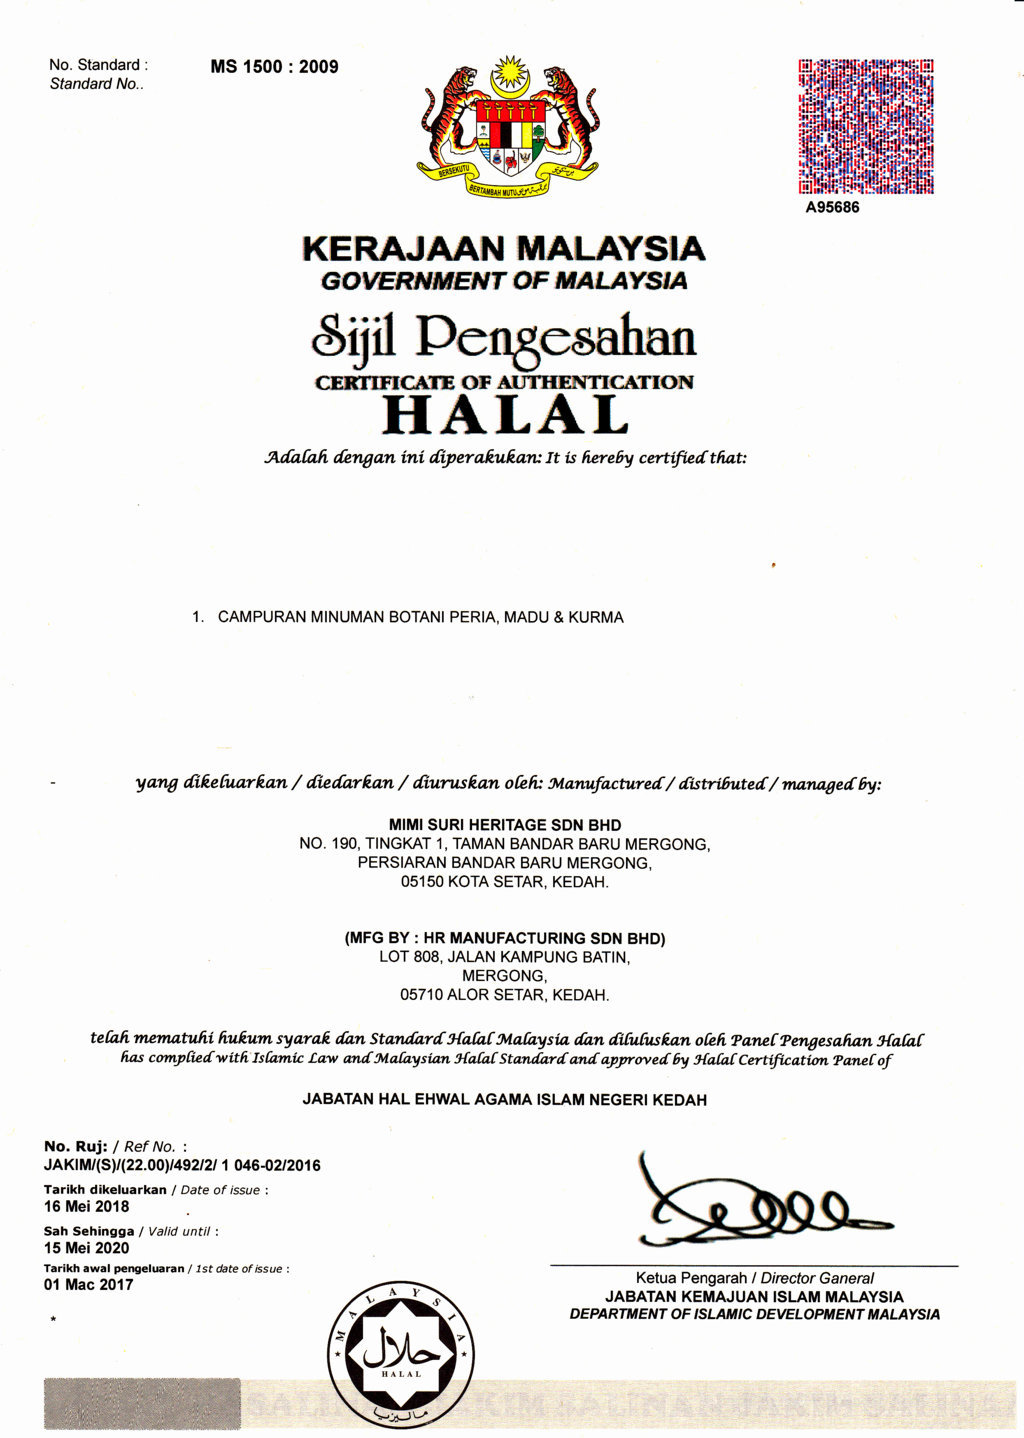 No. Standard :
Standard No..
MS 1500 : 2009
BERSEKUTU
BERTAMBAH MUTU
A95686
KERAJAAN MALAYSIA
GOVERNMENT OF MALAYSIA
Sijil Pengesahan
CERTIFICATE OF AUTHENTICATION
HALAL
Adalah dengan ini diperakukan: It is hereby certified that:
1. CAMPURAN MINUMAN BOTANI PERIA, MADU & KURMA
yang dikeluarkan / diedarkan / diuruskan oleh: Manufactured / distributed / managed by:
MIMI SURI HERITAGE SDN BHD
NO. 190, TINGKAT 1, TAMAN BANDAR BARU MERGONG,
PERSIARAN BANDAR BARU MERGONG,
05150 KOTA SETAR, KEDAH.
(MFG BY : HR MANUFACTURING SDN BHD)
LOT 808, JALAN KAMPUNG BATIN,
MERGONG,
05710 ALOR SETAR, KEDAH.
telah mematuhi hukum syarak dan Standard Halal Malaysia dan diluluskan oleh Panel Pengesahan Halal
has complied with Islamic Law and Malaysian Halal Standard and approved by Halal Certification Panel of
JABATAN HAL EHWAL AGAMA ISLAM NEGERI KEDAH
No. Ruj: / Ref No. :
JAKIM/(S)/(22.00)/492/2/ 1 046-02/2016
Tarikh dikeluarkan / Date of issue :
16 Mei 2018
Sah Sehingga / Valid until :
15 Mei 2020
Tarikh awal pengeluaran / 1st date of issue :
01 Mac 2017
*
Ketua Pengarah / Director Ganeral
JABATAN KEMAJUAN ISLAM MALAYSIA
DEPARTMENT OF ISLAMIC DEVELOPMENT MALAYSIA
MALAYSIA
حلال
HALAL
ماليزيا